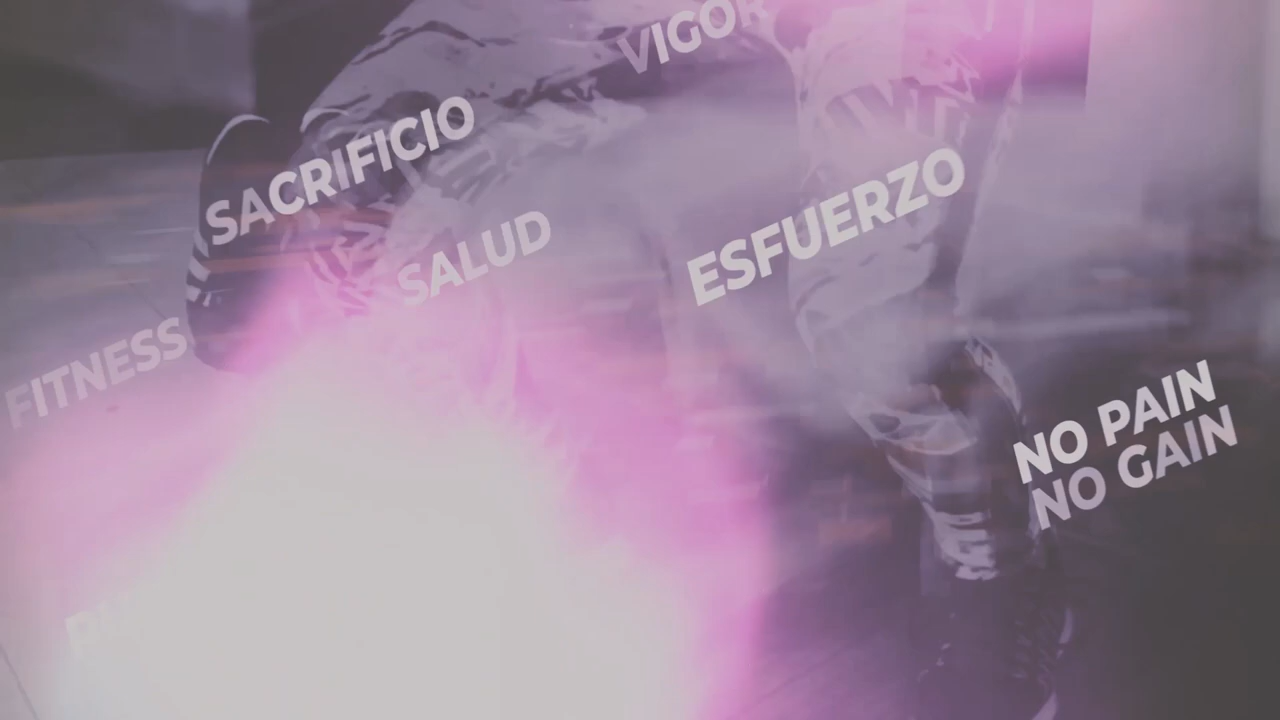 VIGOR
SACRIFICIO
ESFUERZO
SALUD
FITNESS
NO PAIN
NO GAIN